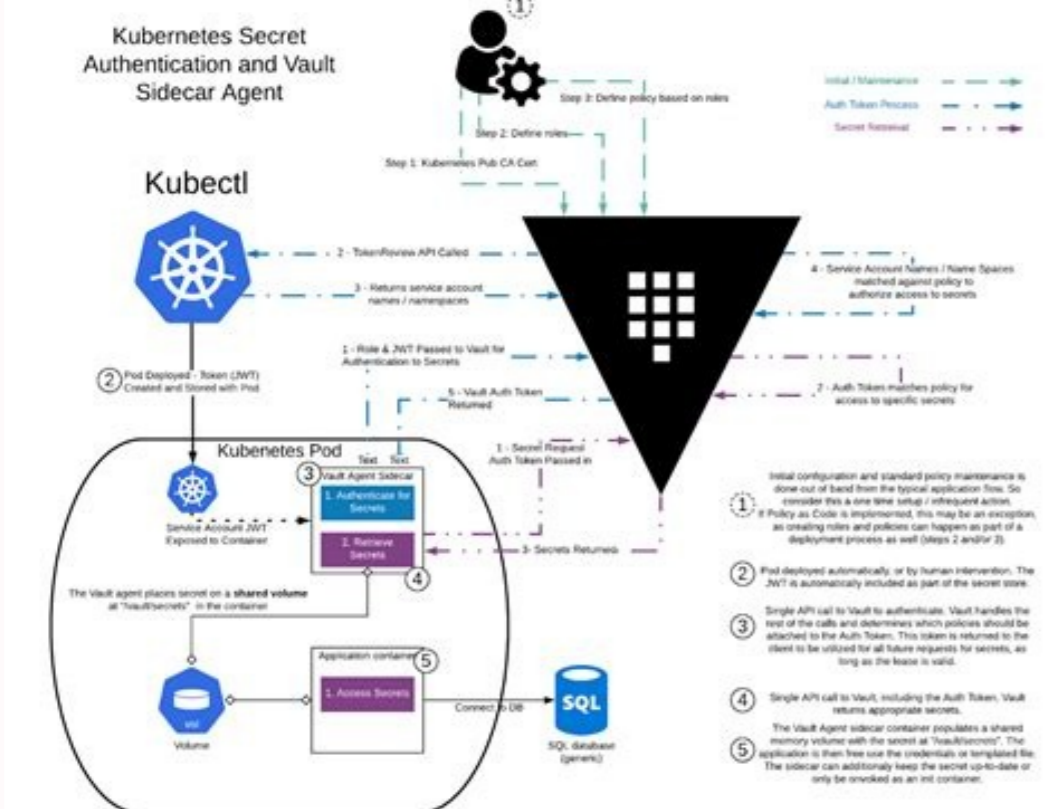 1
Kubernetes Secret
Authentication and Vault
Sidecar Agent
Initial / Maintenance
Auth Token Process
Secret Retrieval
Step 3: Define policy based on roles
Step 2: Define roles
Step 1: Kubernetes Pub CA Cert
Kubectl
2 - TokenReview API Called
3 - Returns service account
names / namespaces
4 - Service Account Names / Name Spaces
matched against policy to
authorize access to secrets
1 - Role & JWT Passed to Vault for
Authentication to Secrets
2
Pod Deployed - Token (JWT)
Created and Stored with Pod
5 - Vault Auth Token
Returned
2 - Auth Token matches policy for
access to specific secrets
1 - Secret Request
Auth Token Passed in
Kubenetes Pod
Text Text
3
Vault Agent Sidecar
1. Authenticate for
Secrets
2. Retrieve
Secrets
4
Service Account JWT
Exposed to Container
3- Secrets Returned
The Vault agent places secret on a shared volume
at "/vault/secrets" in the container
Application container
5
1. Access Secrets
vol
Volume
Connect to DB
SQL
SQL database
(generic)
1
Initial configuration and standard policy maintenance is
done out of band from the typical application flow. So
consider this a one time setup / infrequent action.
If Policy as Code is implemented, this may be an exception,
as creating roles and policies can happen as part of a
deployment process as well (steps 2 and/or 3).
2
Pod deployed automatically, or by human intervention. The
JWT is automatically included as part of the secret store.
3
Single API call to Vault to authenticate. Vault handles the
rest of the calls and determines which policies should be
attached to the Auth Token. This token is returned to the
client to be utilized for all future requests for secrets, as
long as the lease is valid.
4
Single API call to Vault, including the Auth Token, Vault
returns appropriate secrets.
5
The Vault Agent sidecar container populates a shared
memory volume with the secret at "/vault/secrets". The
application is then free use the credentials or templated file.
The sidecar can additionaly keep the secret up-to-date or
only be onvoked as an init container.